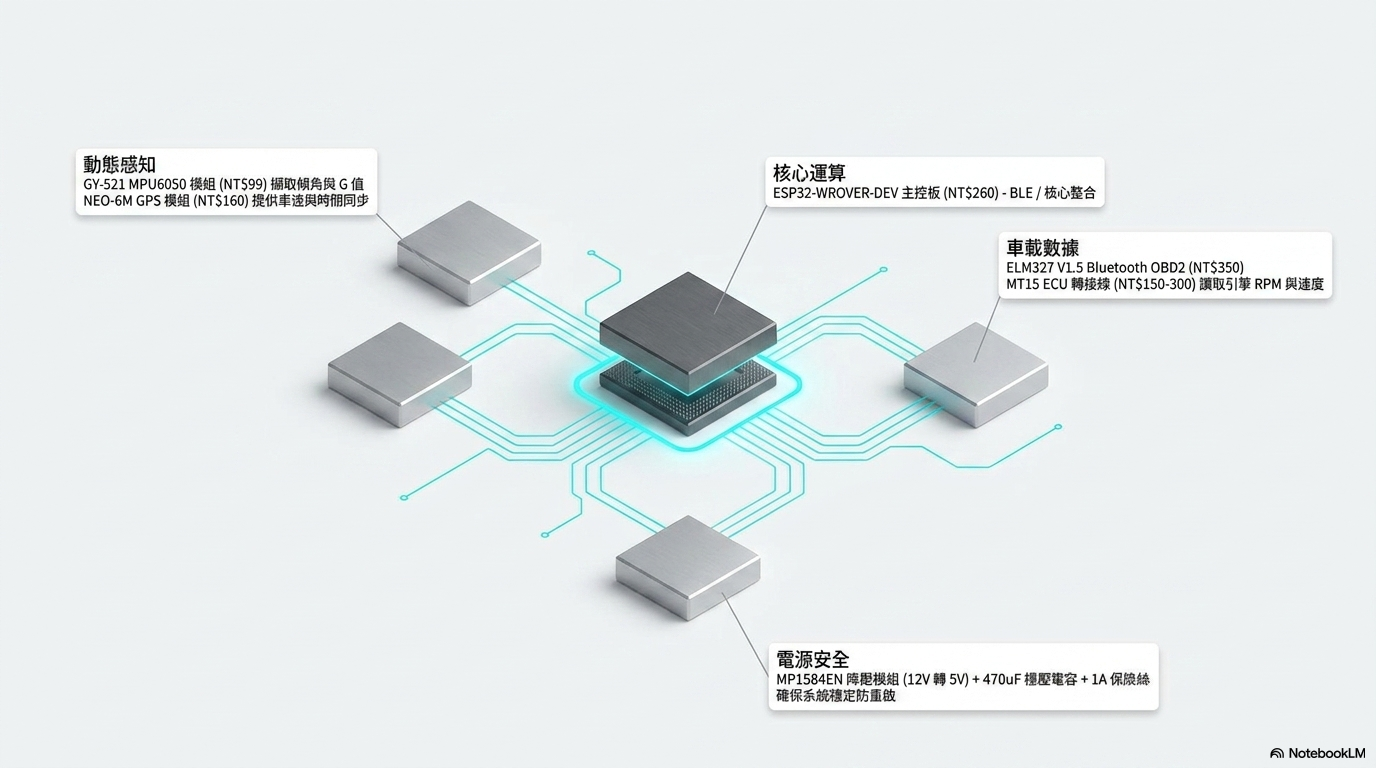 動態感知
GY-521 MPU6050 模組 (NT$99) 擷取傾角與 G 值
NEO-6M GPS 模組 (NT$160) 提供車速與時間同步
核心運算
ESP32-WROVER-DEV 主控板 (NT$260) - BLE / 核心整合
車載數據
ELM327 V1.5 Bluetooth OBD2 (NT$350)
MT15 ECU 轉接線 (NT$150-300) 讀取引擎 RPM 與速度
電源安全
MP1584EN 降壓模組 (12V 轉 5V) + 470uF 穩壓電容 + 1A 保險絲
確保系統穩定防重啟
NotebookLM